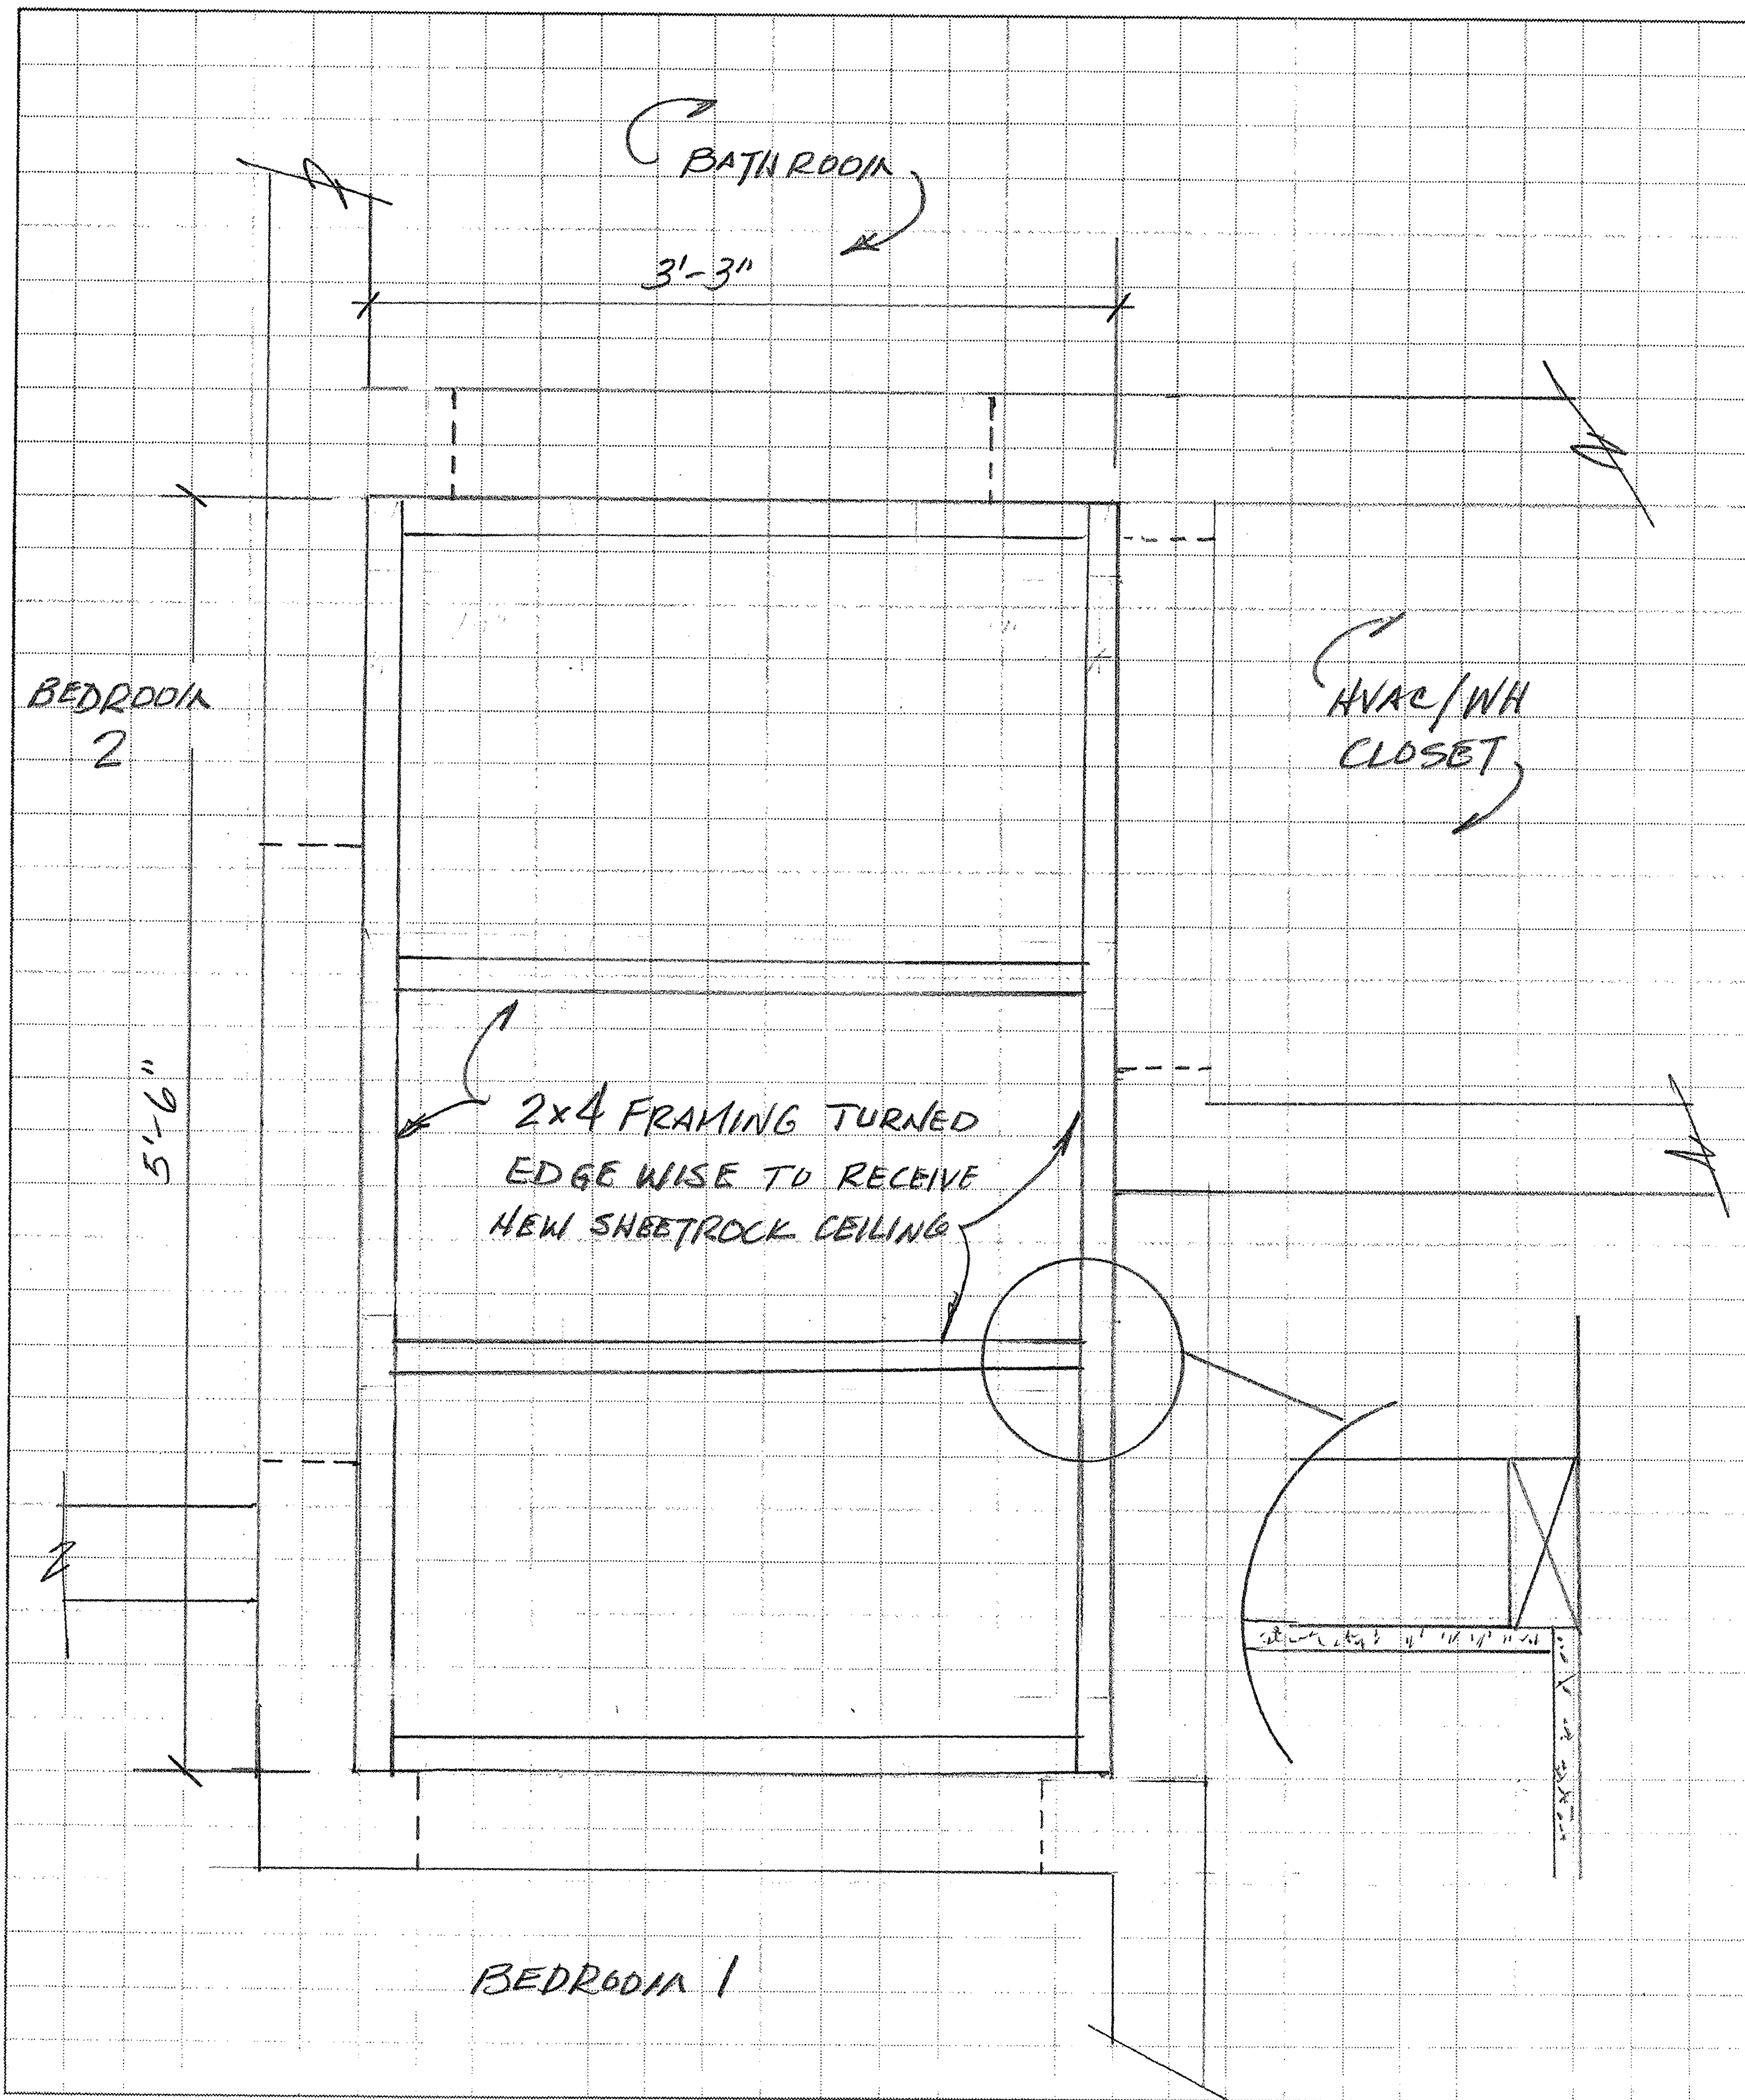 BATHROOM
3'-3"
BEDROOM
2
HVAC/WH
CLOSET
5'-6"
2x4 FRAMING TURNED
EDGE WISE TO RECEIVE
NEW SHEETROCK CEILING
BEDROOM 1